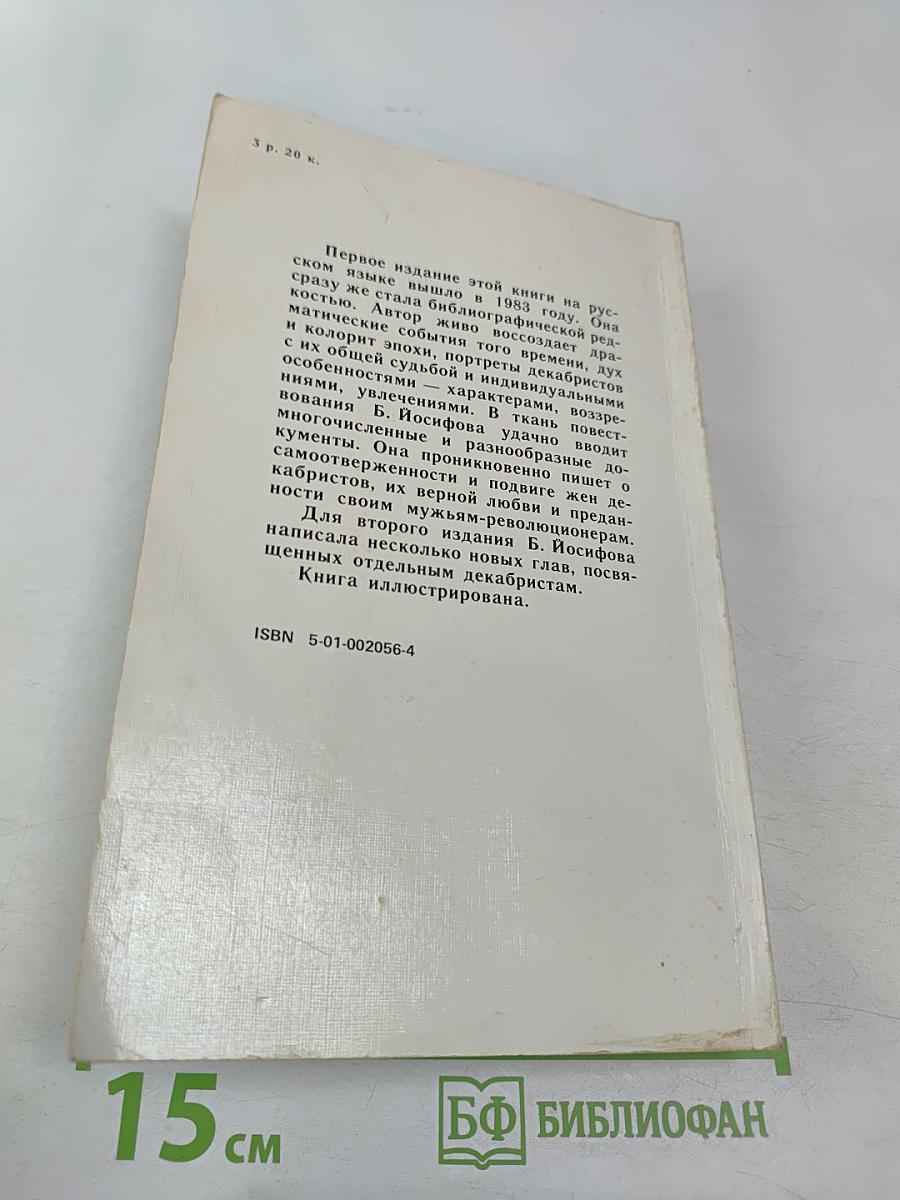 3 р. 20 к.
Первое издание этой книги на рус-
ском языке вышло в 1983 году. Она
сразу же стала библиографической ред-
костью. Автор живо воссоздает дра-
матические события того времени, дух
и колорит эпохи, портреты декабристов
с их общей судьбой и индивидуальными
особенностями — характерами, воззре-
ниями, увлечениями. В ткань повест-
вования Б. Йосифова удачно вводит
многочисленные и разнообразные до-
кументы. Она проникновенно пишет о
самоотверженности и подвиге жен де-
кабристов, их верной любви и предан-
ности своим мужьям-революционерам.
Для второго издания Б. Йосифова
написала несколько новых глав, посвя-
щенных отдельным декабристам.
Книга иллюстрирована.
ISBN 5-01-002056-4
15 см
БФ БИБЛИОФАН